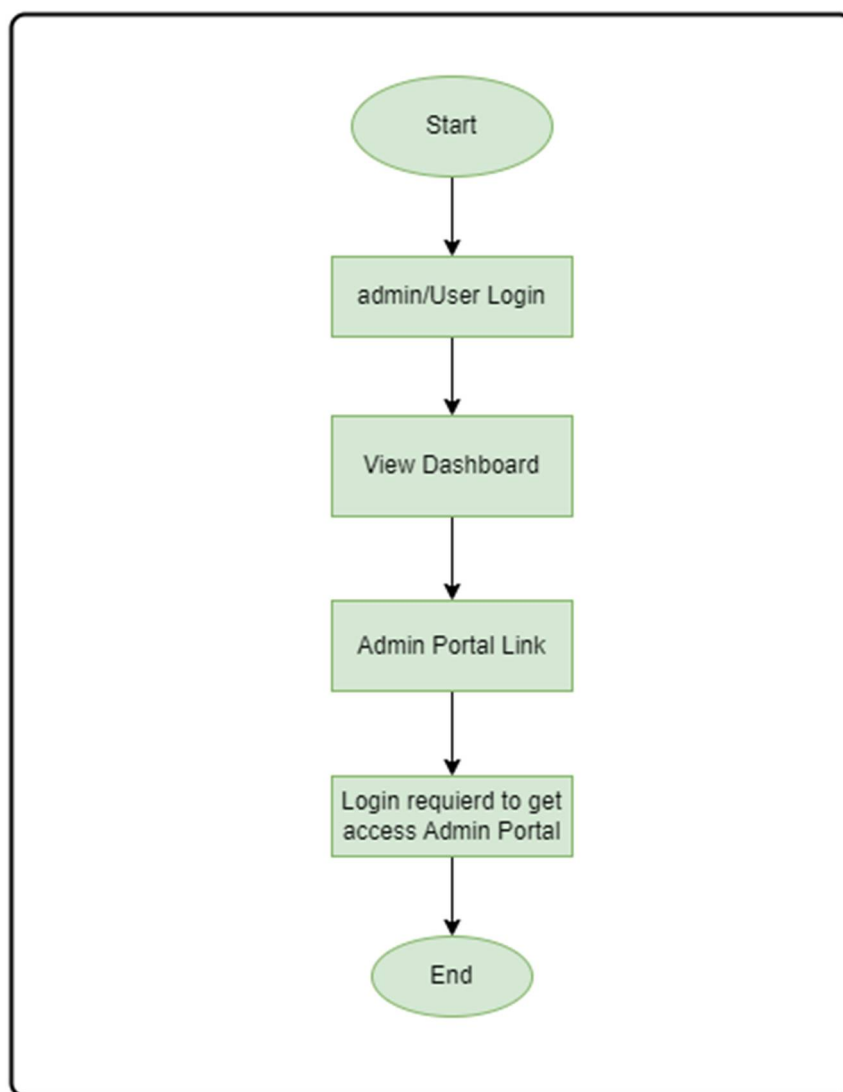 Start
admin/User Login
View Dashboard
Admin Portal Link
Login requierd to get
access Admin Portal
End